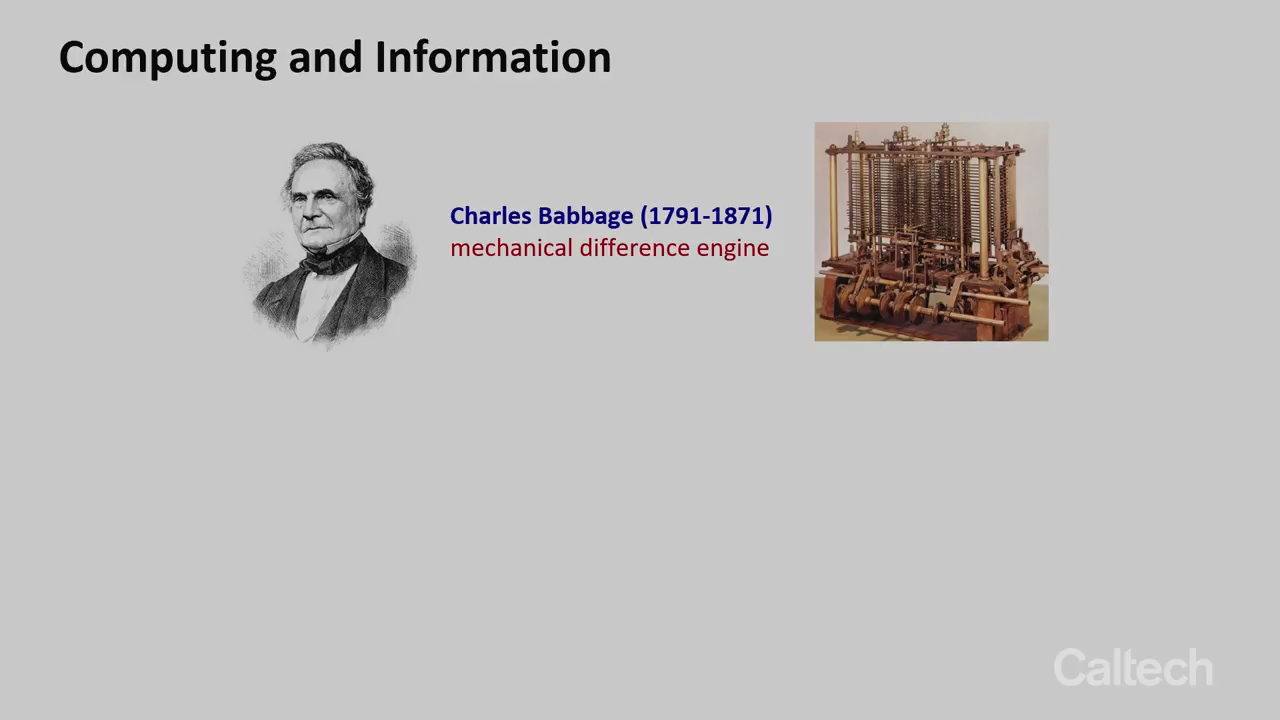 Computing and Information
Charles Babbage (1791-1871)
mechanical difference engine
Caltech